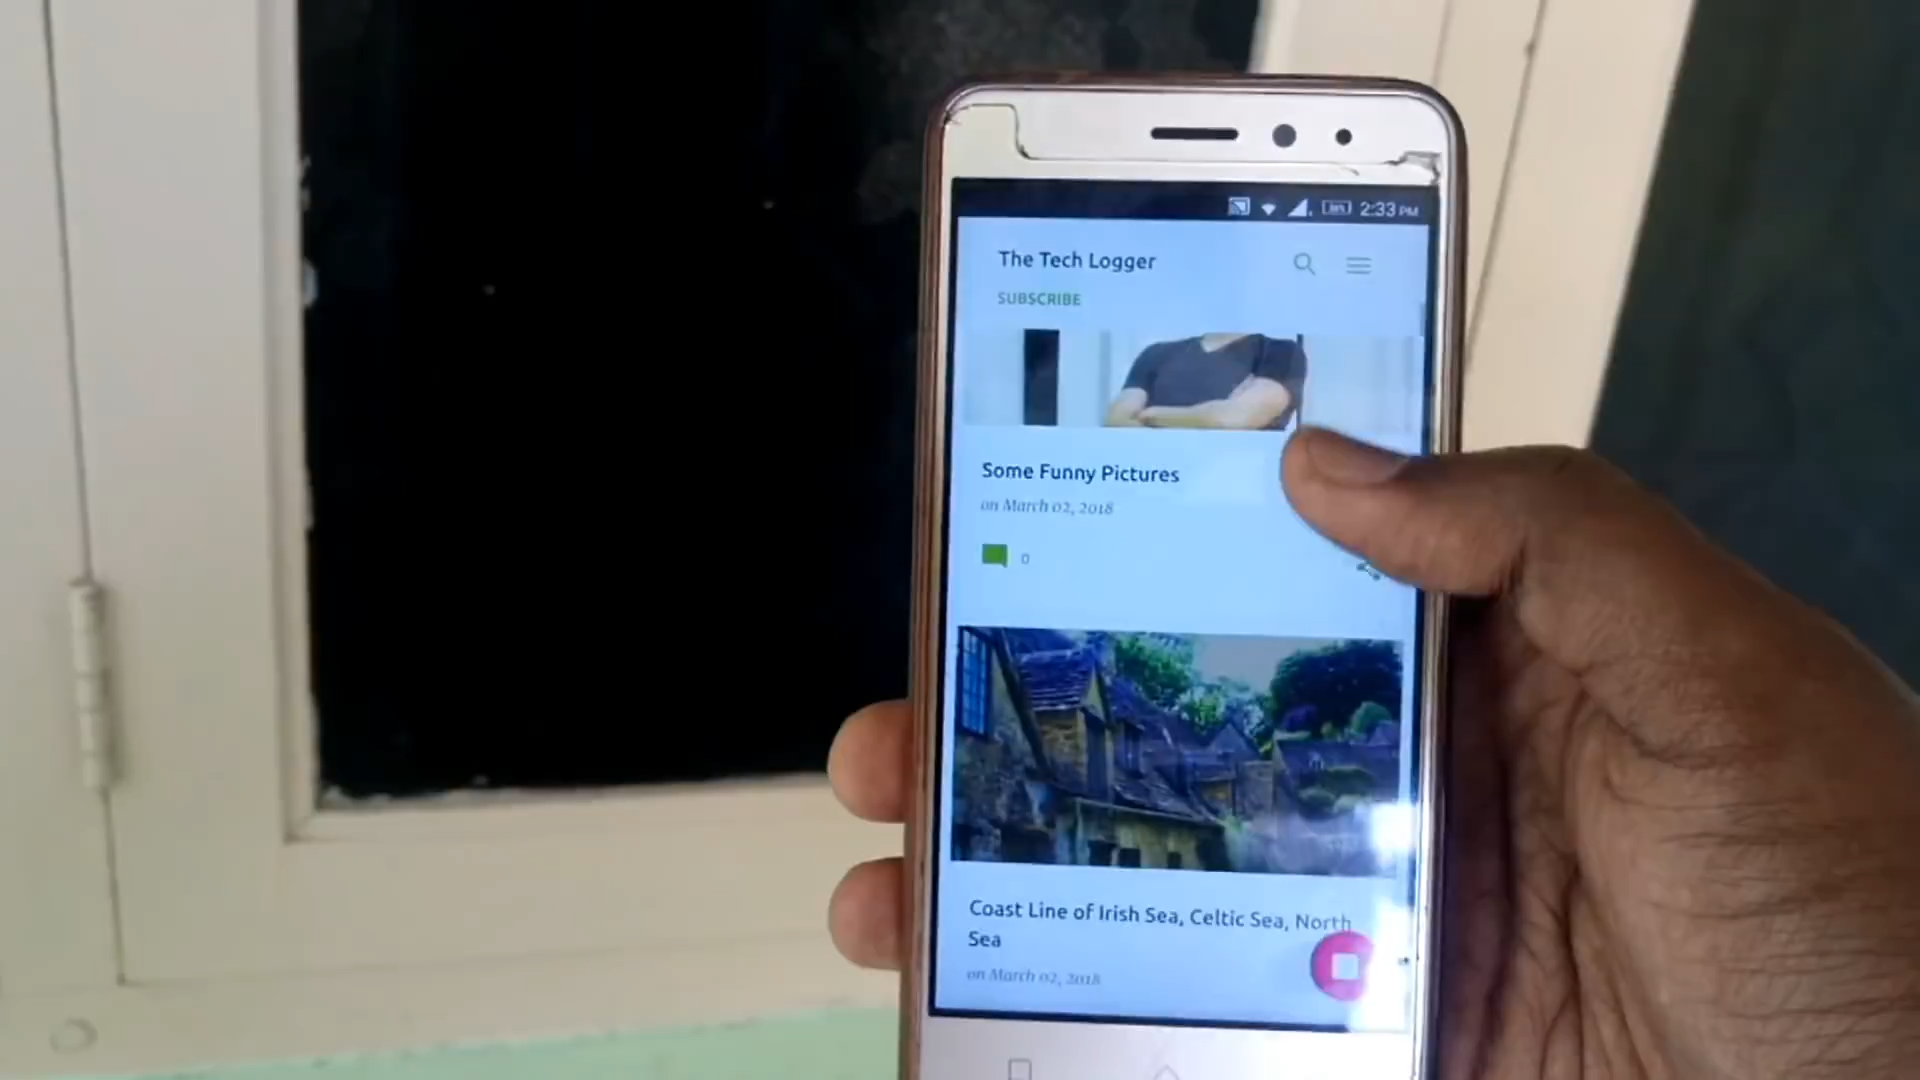 2:33 PM
The Tech Logger
SUBSCRIBE
Some Funny Pictures
on March 02, 2018
0
Coast Line of Irish Sea, Celtic Sea, North
Sea
on March 02, 2018